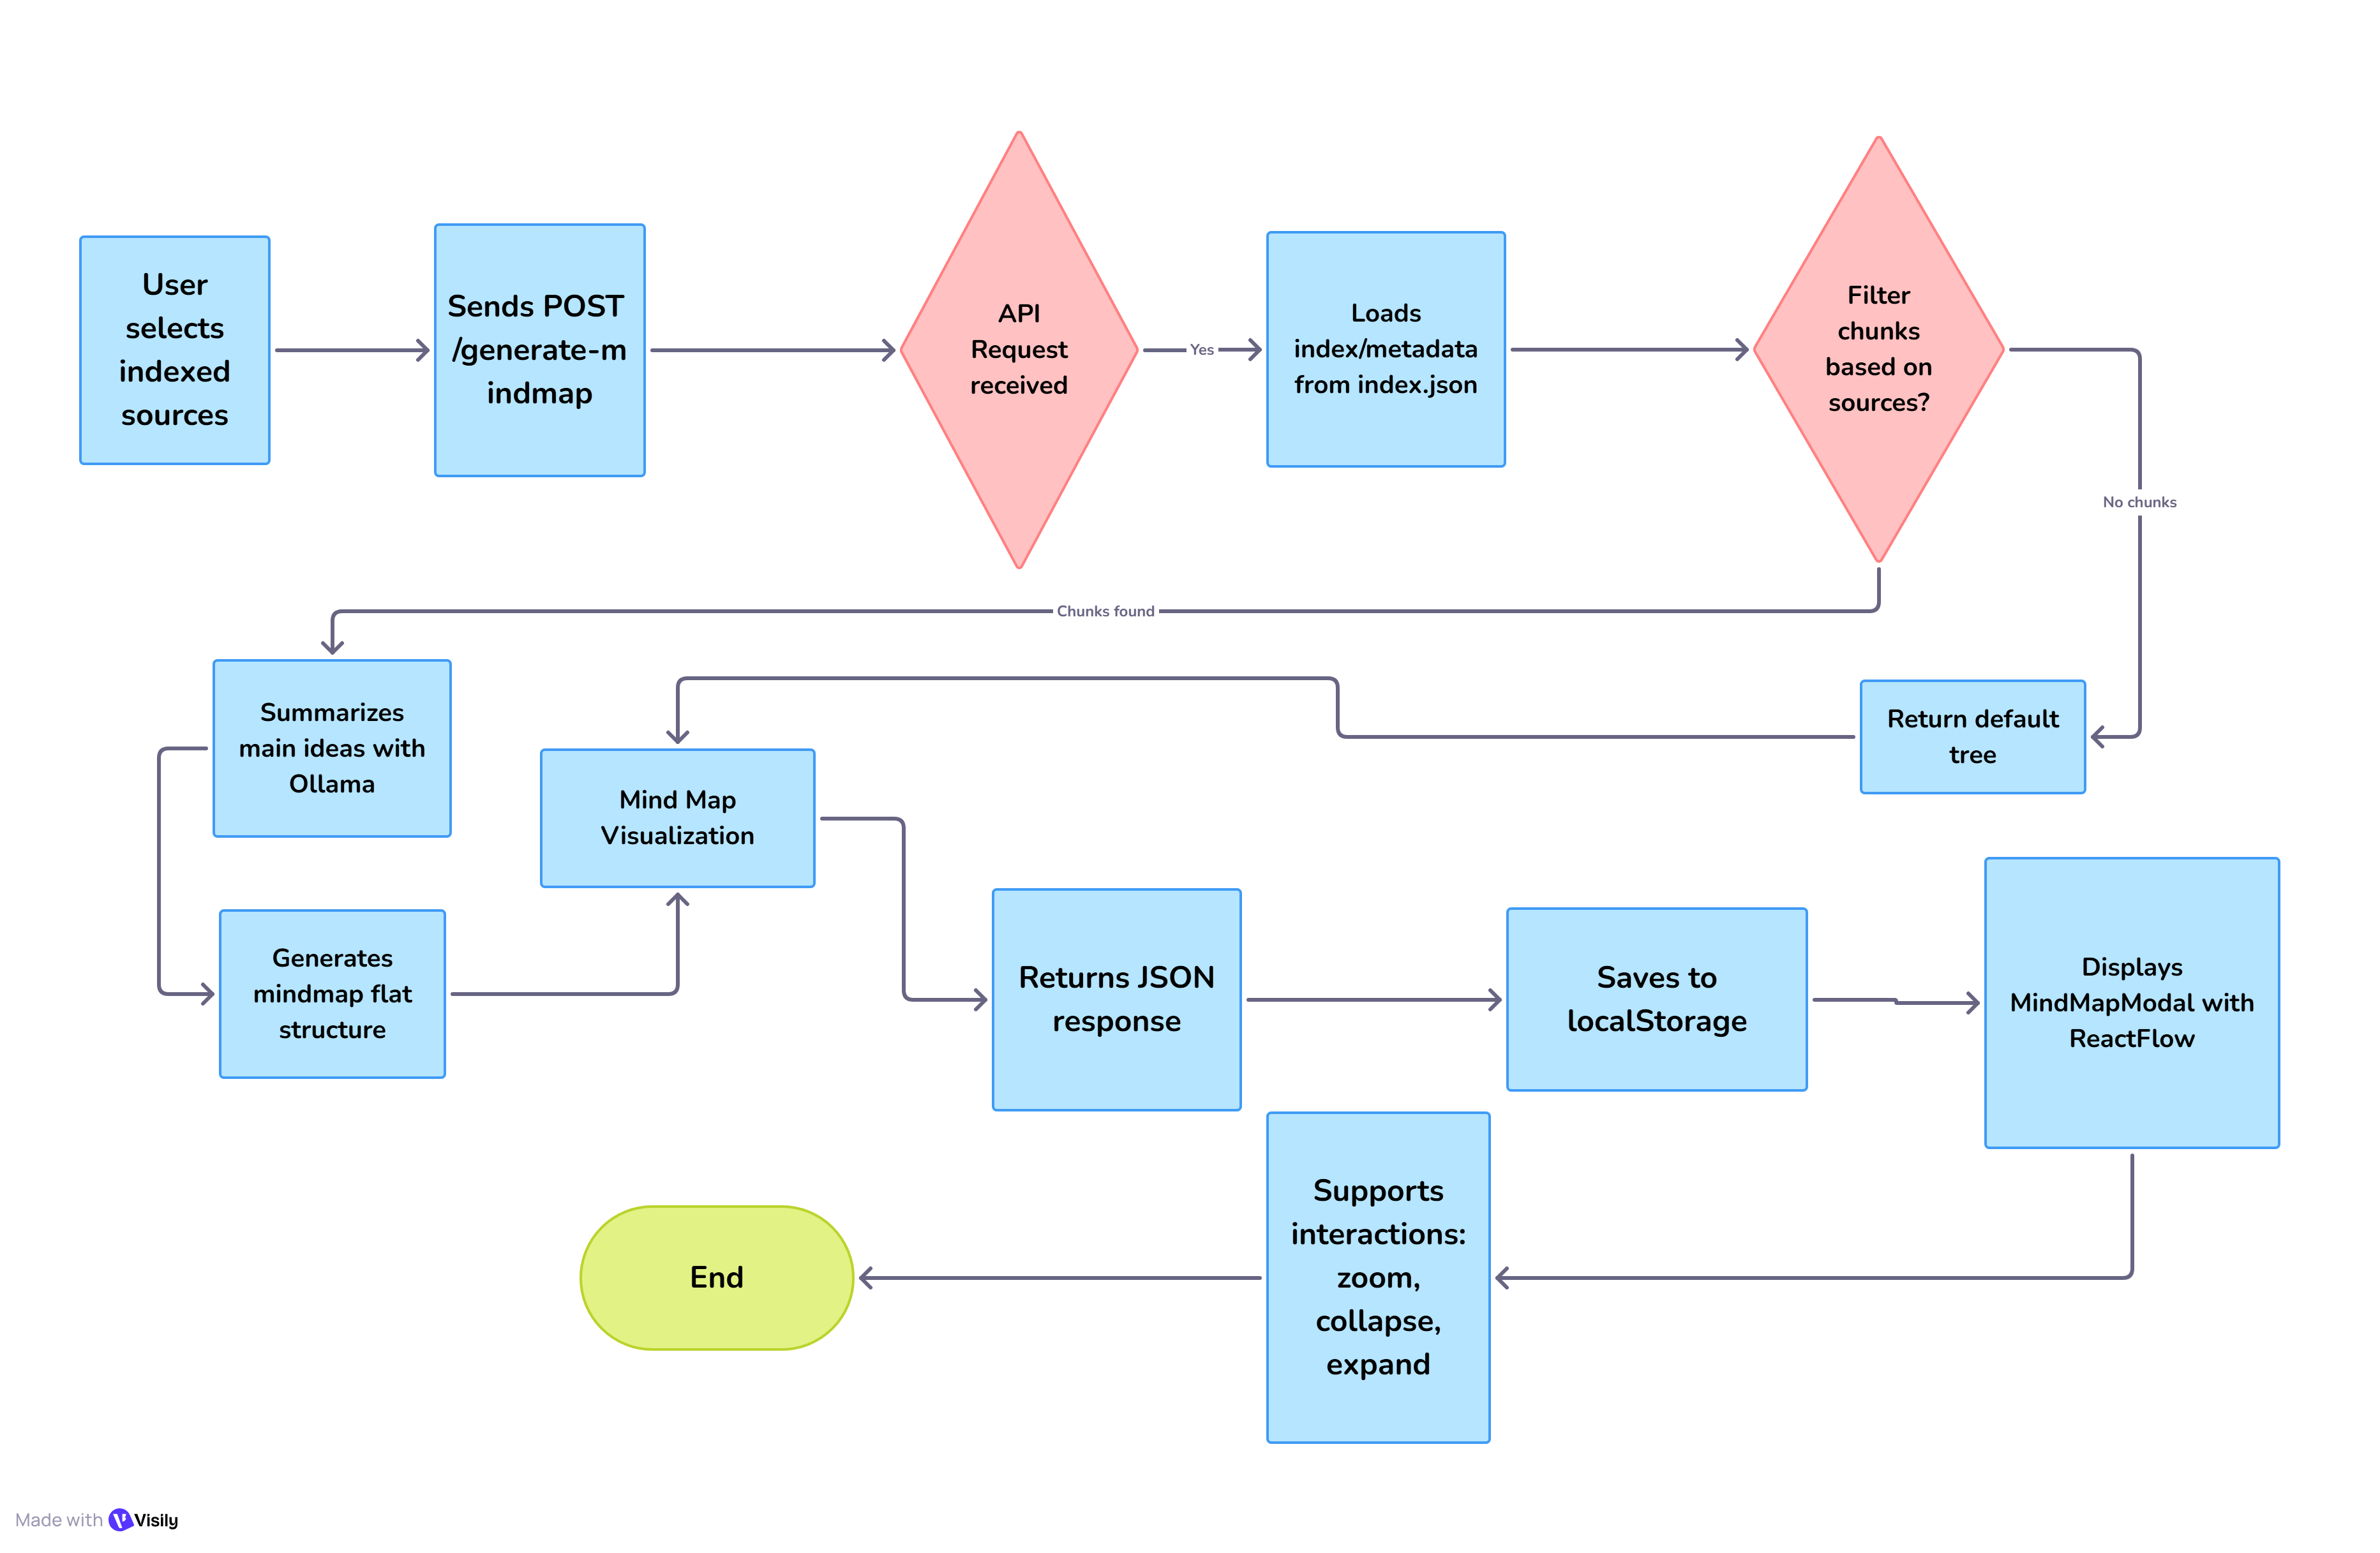 User
selects
indexed
sources
Sends POST
/generate-m
indmap
API
Request
received
Yes
Loads
index/metadata
from index.json
Filter
chunks
based on
sources?
No chunks
Chunks found
Summarizes
main ideas with
Ollama
Return default
tree
Mind Map
Visualization
Generates
mindmap flat
structure
Returns JSON
response
Saves to
localStorage
Displays
MindMapModal with
ReactFlow
Supports
interactions:
zoom,
collapse,
expand
End
Made with Visily